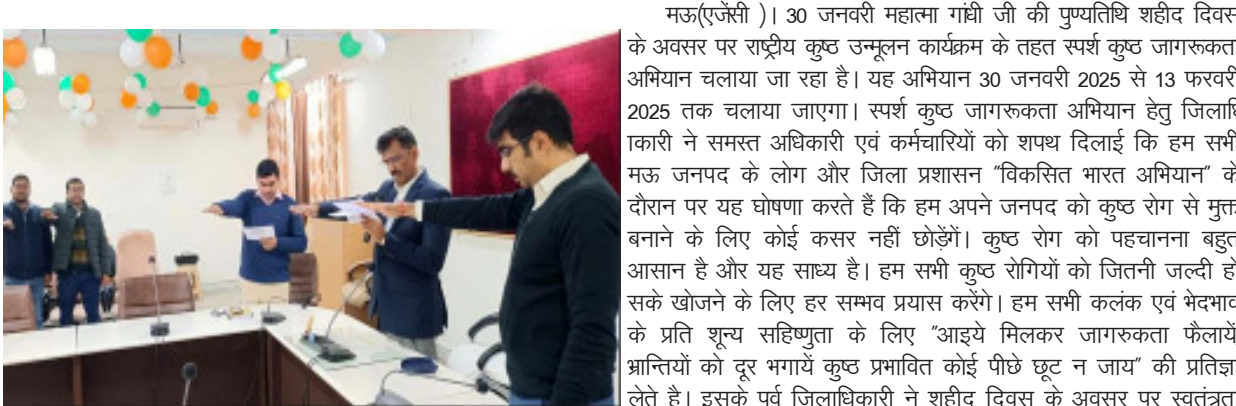 मऊ(एजेंसी )। 30 जनवरी महात्मा गांधी जी की पुण्यतिथि शहीद दिवस
के अवसर पर राष्ट्रीय कुष्ठ उन्मूलन कार्यक्रम के तहत स्पर्श कुष्ठ जागरूकत
अभियान चलाया जा रहा है। यह अभियान 30 जनवरी 2025 से 13 फरवरी
2025 तक चलाया जाएगा। स्पर्श कुष्ठ जागरूकता अभियान हेतु जिलाधि
ाकारी ने समस्त अधिकारी एवं कर्मचारियों को शपथ दिलाई कि हम सभी
मऊ जनपद के लोग और जिला प्रशासन "विकसित भारत अभियान" के
दौरान पर यह घोषणा करते हैं कि हम अपने जनपद को कुष्ठ रोग से मुक्त
बनाने के लिए कोई कसर नहीं छोड़ेंगें। कुष्ठ रोग को पहचानना बहुत
आसान है और यह साध्य है। हम सभी कुष्ठ रोगियों को जितनी जल्दी हो
सके खोजने के लिए हर सम्भव प्रयास करेंगे। हम सभी कलंक एवं भेदभाव
के प्रति शून्य सहिष्णुता के लिए "आइये मिलकर जागरुकता फैलायें
भ्रान्तियों को दूर भगायें कुष्ठ प्रभावित कोई पीछे छूट न जाय" की प्रतिज्ञा
लेते है। इसके पूर्व जिलाधिकारी ने शहीद दिवस के अवसर पर स्वतंत्रत